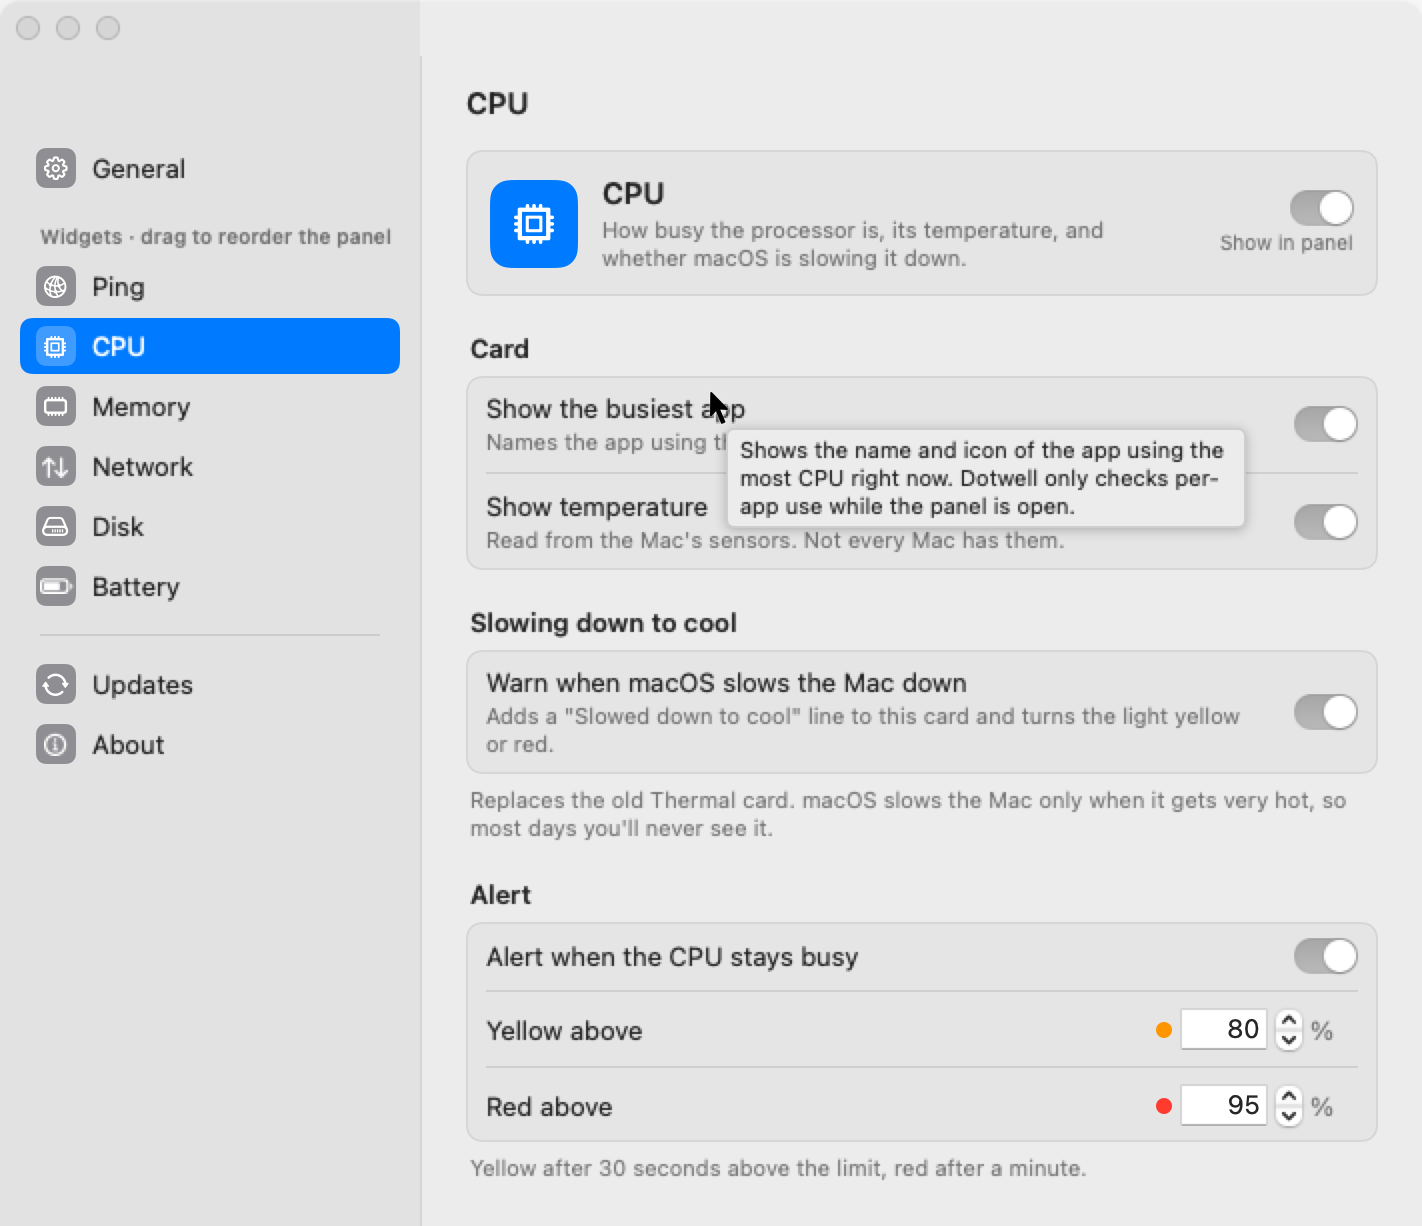 CPU
General
Widgets · drag to reorder the panel
Ping
CPU
Memory
Network
Disk
Battery
Updates
About
CPU
How busy the processor is, its temperature, and
whether macOS is slowing it down.
Show in panel
Card
Show the busiest app
Names the app using
Shows the name and icon of the app using the
most CPU right now. Dotwell only checks per-
app use while the panel is open.
Show temperature
Read from the Mac's sensors. Not every Mac has them.
Slowing down to cool
Warn when macOS slows the Mac down
Adds a "Slowed down to cool" line to this card and turns the light yellow
or red.
Replaces the old Thermal card. macOS slows the Mac only when it gets very hot, so
most days you'll never see it.
Alert
Alert when the CPU stays busy
Yellow above
80 %
Red above
95 %
Yellow after 30 seconds above the limit, red after a minute.